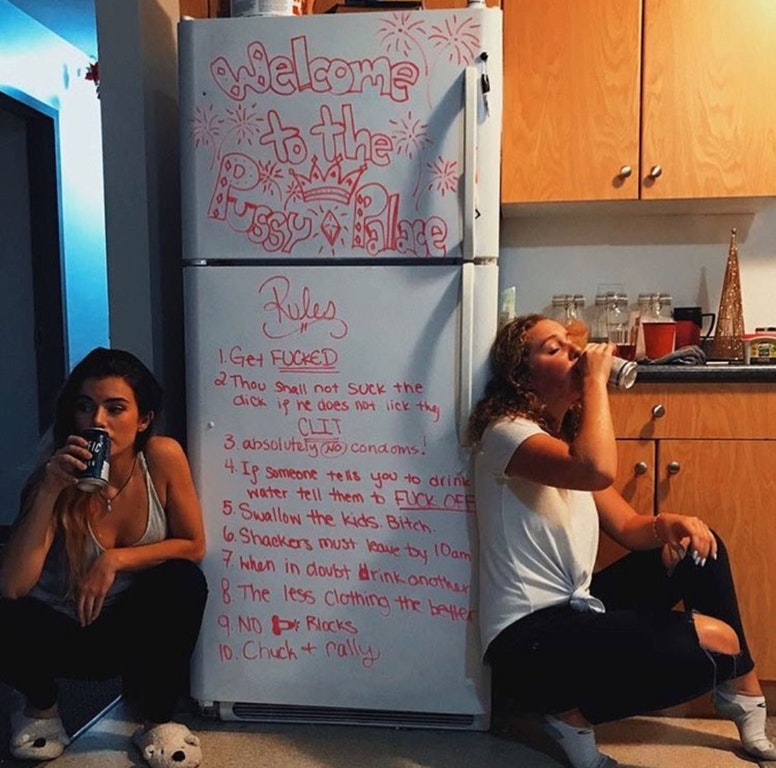 Welcome
to the
Pussy Palace
Rules
1. Get FUCKED
2 Thou shall not suck the
dick if he does not lick thy
CLIT
3. absolutely NO condoms!
4. If someone tells you to drink
water tell them to FUCK OFF
5. Swallow the kids. Bitch.
6. Shackers must leave by 10am
7. when in doubt drink another
8. The less clothing the better
9. NO Blocks
10. Chuck + rally